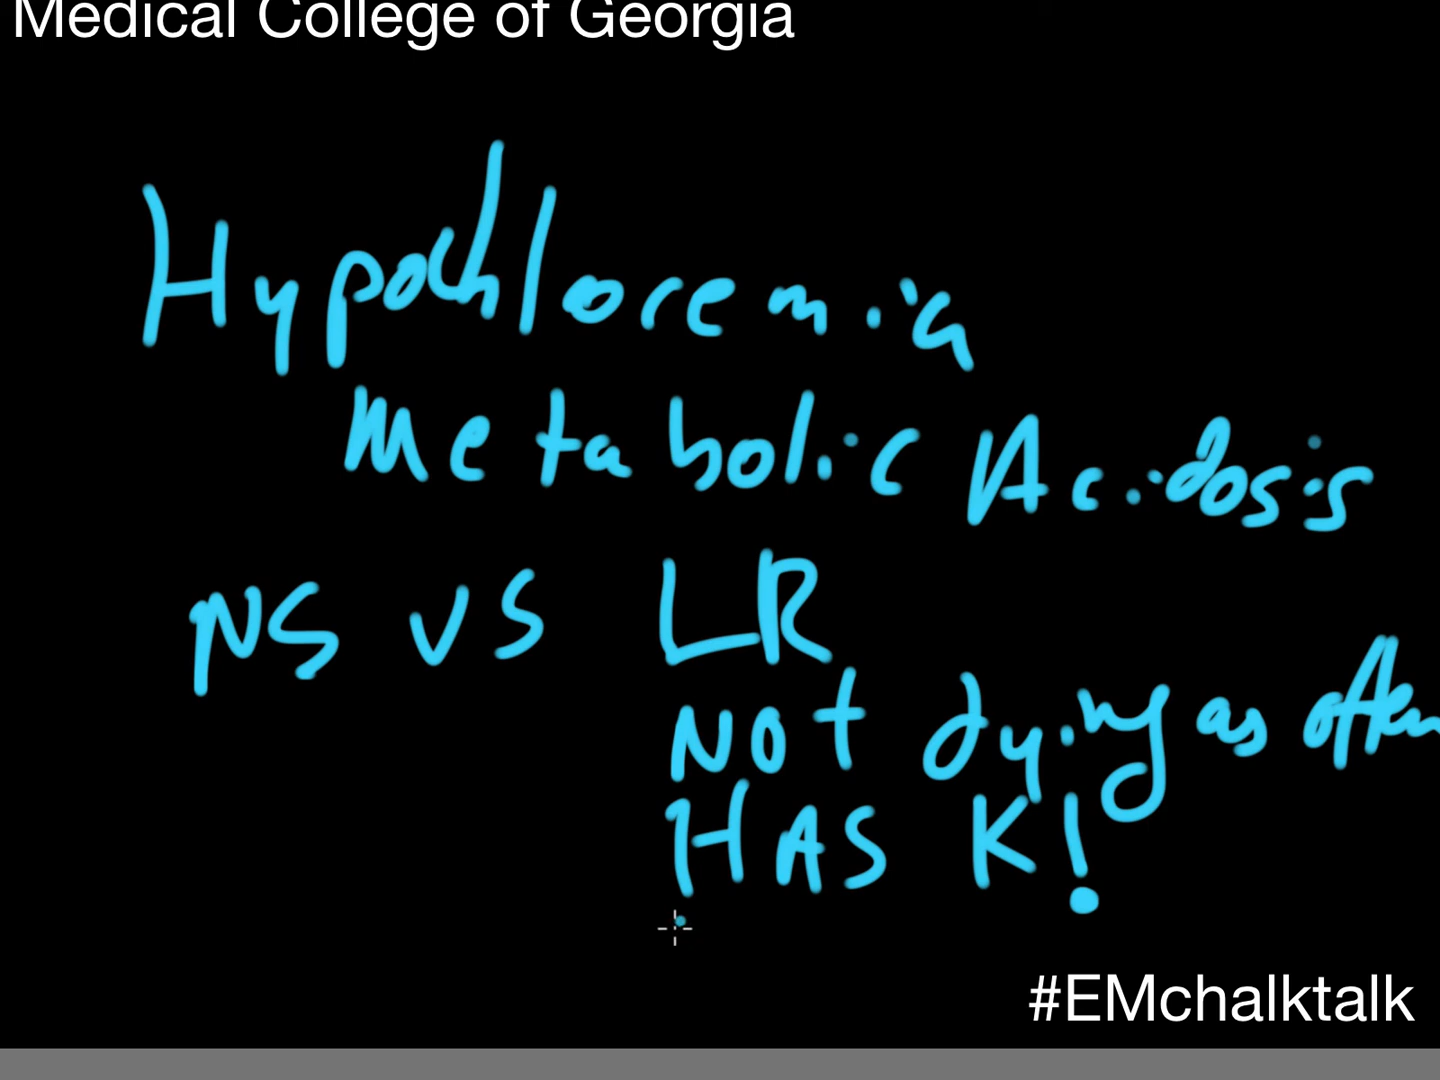 Medical College of Georgia
Hypochloremia
Metabolic Acidosis
NS vs LR
Not dying as often
HAS K!
#EMchalktalk